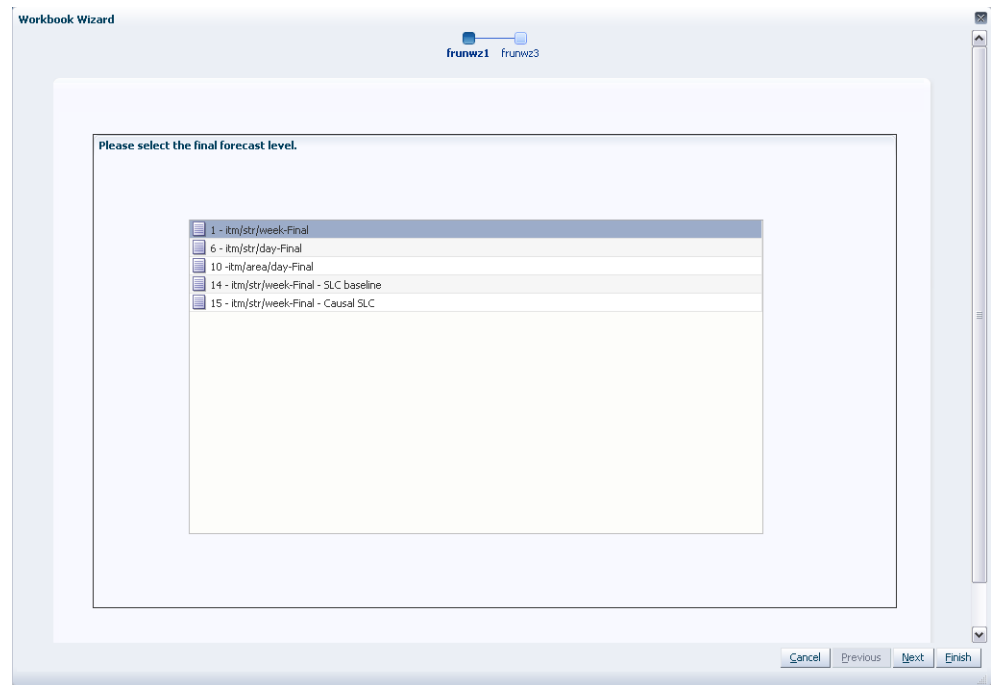 Workbook Wizard
frunwz1 frunwz3
Please select the final forecast level.
1 - itm/str/week-Final
6 - itm/str/day-Final
10 -itm/area/day-Final
14 - itm/str/week-Final - SLC baseline
15 - itm/str/week-Final - Causal SLC
Cancel Previous Next Finish